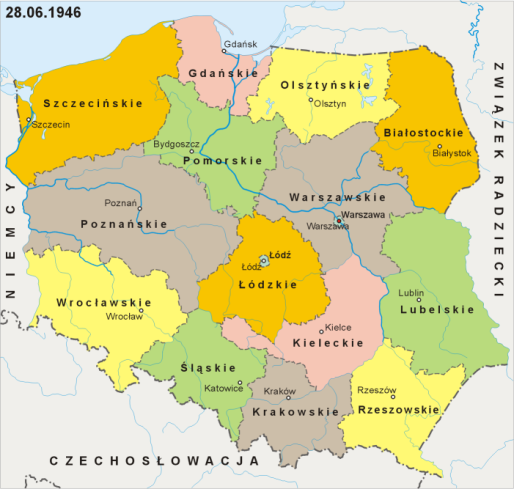 28.06.1946
Gdańsk
Gdańskie
Olsztyńskie
Olsztyn
Szczecińskie
Szczecin
Białostockie
Białystok
Bydgoszcz
Pomorskie
ZWIĄZEK RADZIECKI
NIEMCY
Poznań
Poznańskie
Warszawskie
Warszawa
Warszawa
Łódź
Łódź
Łódzkie
Lublin
Lubelskie
Wrocławskie
Wrocław
Kielce
Kieleckie
Śląskie
Katowice
Kraków
Krakowskie
Rzeszów
Rzeszowskie
CZECHOSŁOWACJA